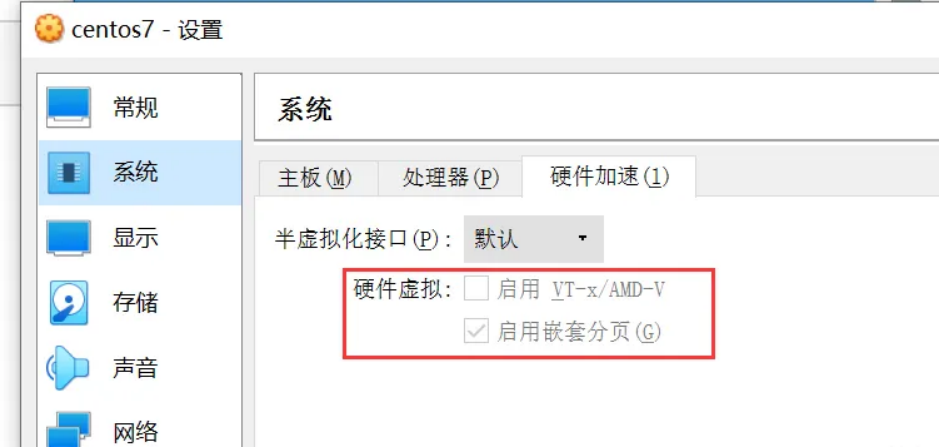 centos7 - 设置
常规
系统
显示
存储
声音
网络
系统
主板(M) 处理器(P) 硬件加速(l)
半虚拟化接口(P): 默认
硬件虚拟: 启用 VT-x/AMD-V
启用嵌套分页(G)